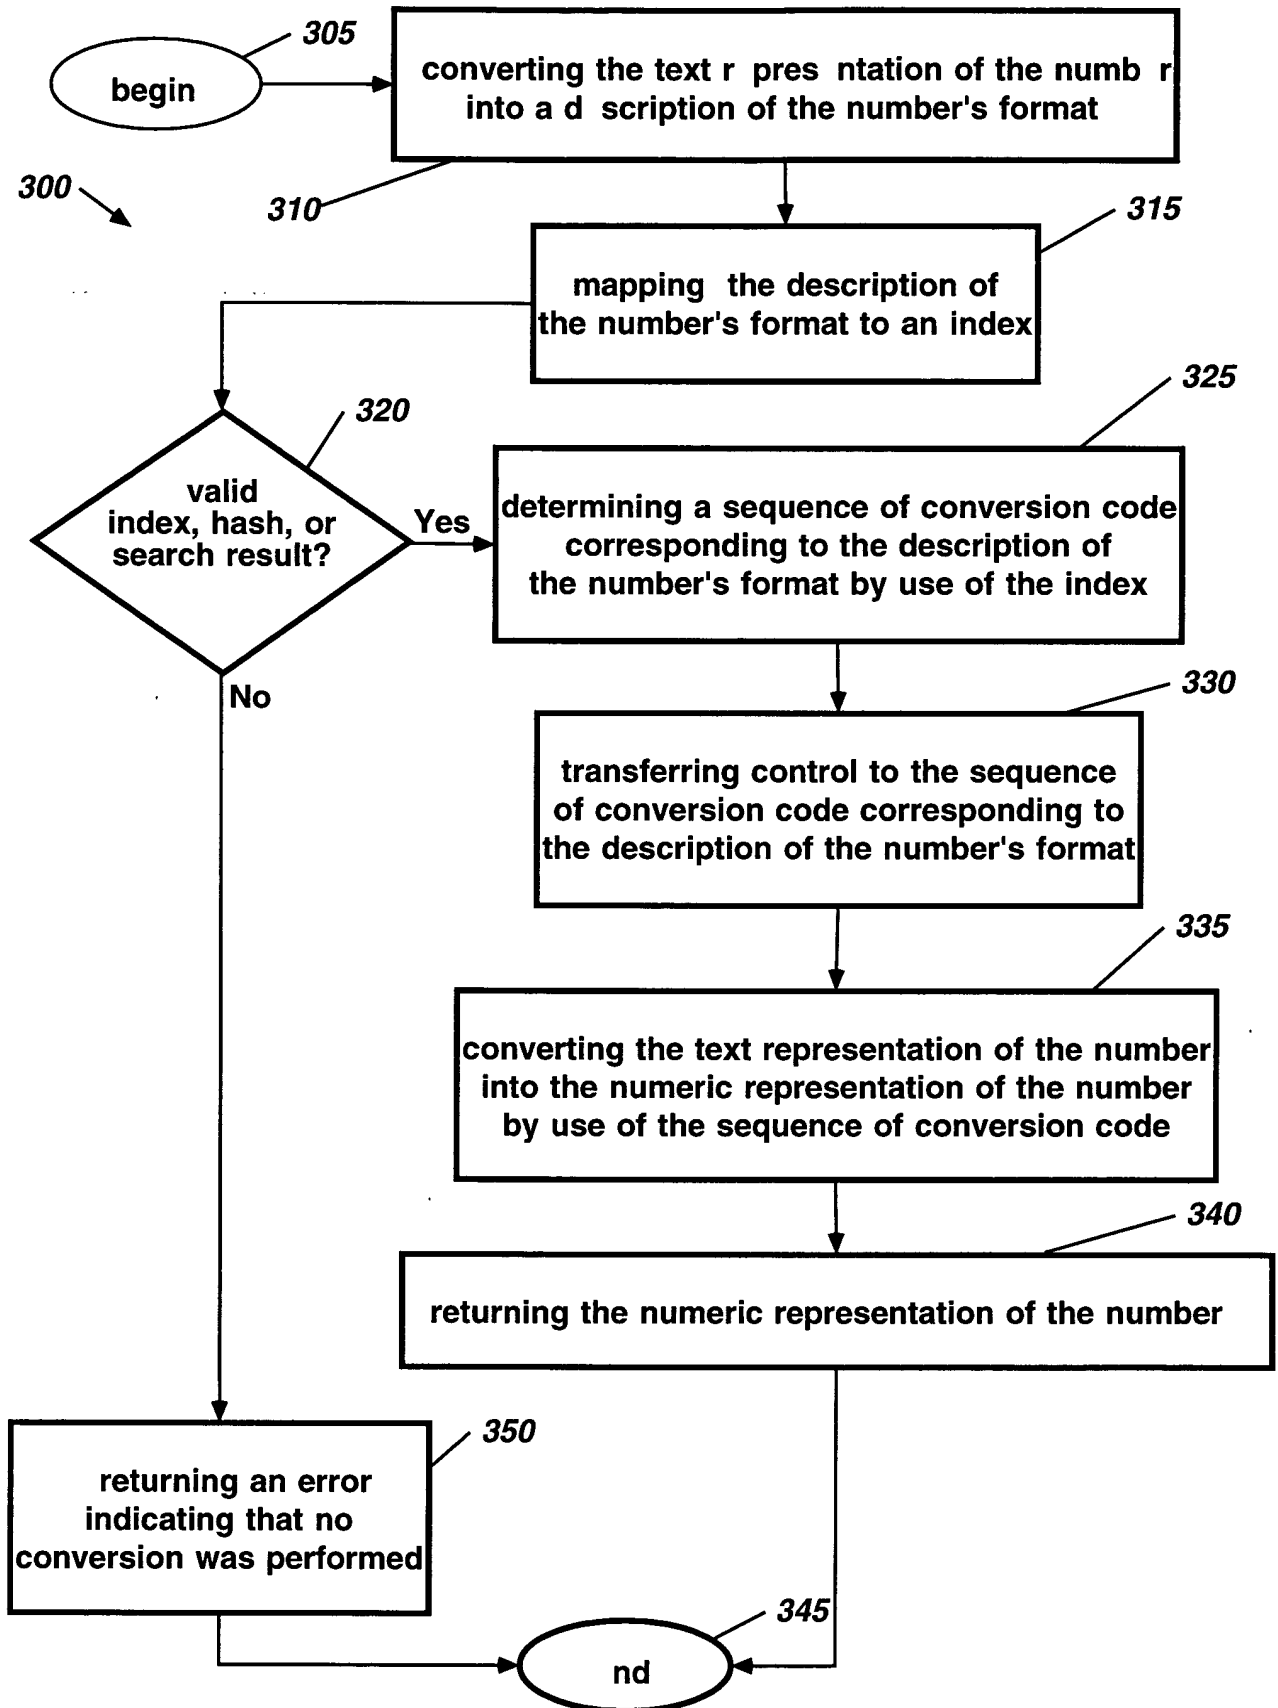 305
begin
converting the text r pres ntation of the numb r
into a d scription of the number's format
300
310
315
mapping the description of
the number's format to an index
320
325
valid
index, hash, or
search result?
Yes
determining a sequence of conversion code
corresponding to the description of
the number's format by use of the index
No
330
transferring control to the sequence
of conversion code corresponding to
the description of the number's format
335
converting the text representation of the number
into the numeric representation of the number
by use of the sequence of conversion code
340
returning the numeric representation of the number
350
returning an error
indicating that no
conversion was performed
345
nd